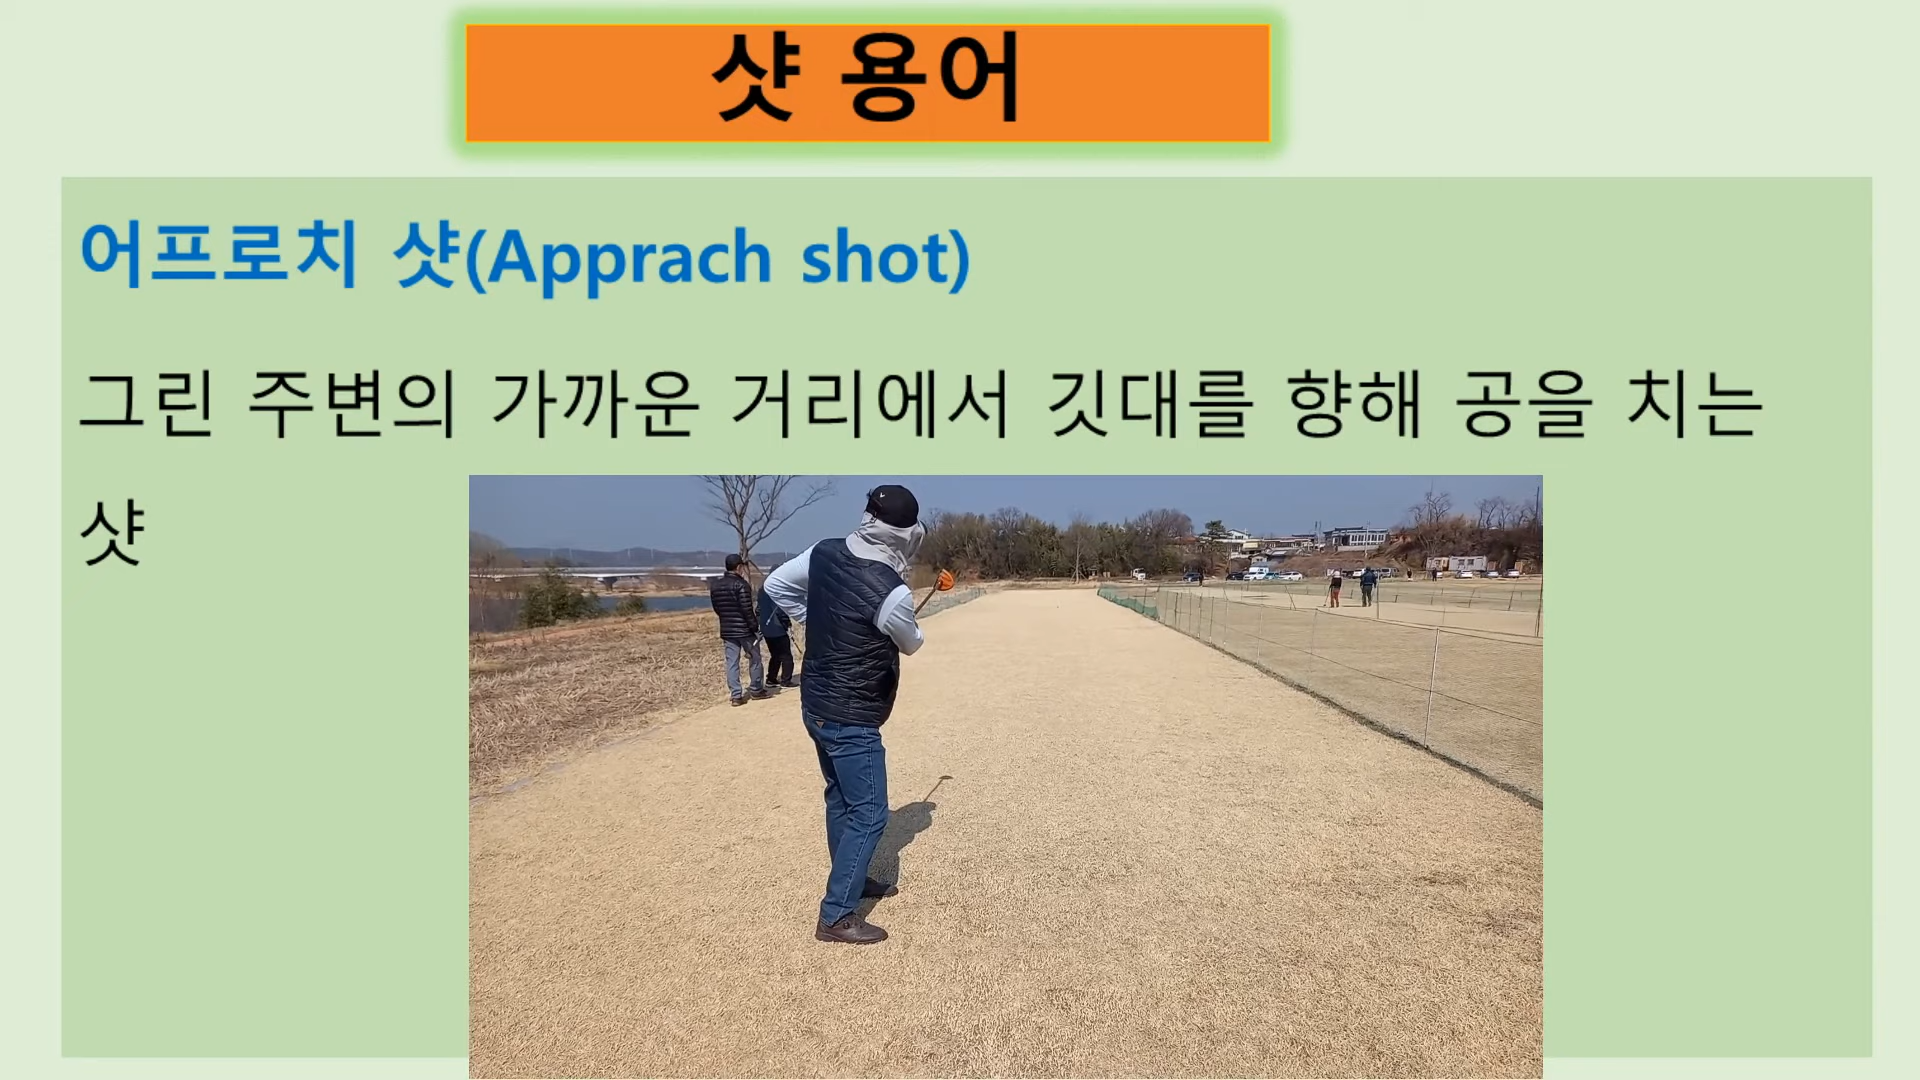 샷 용어
어프로치 샷(Apprach shot)
그린 주변의 가까운 거리에서 깃대를 향해 공을 치는
샷